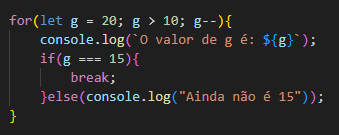 for(let g = 20; g > 10; g--){
    console.log(`O valor de g é: ${g}`);
    if(g === 15){
        break;
    }else(console.log("Ainda não é 15"));
}